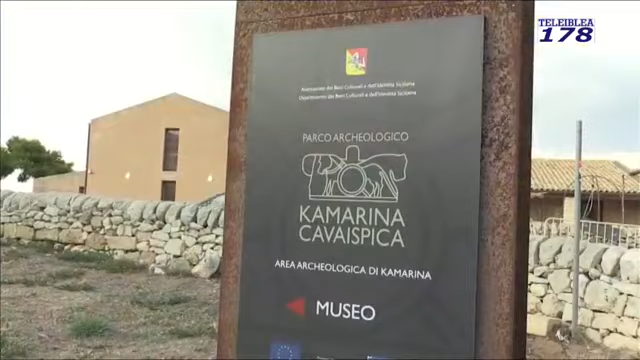 TELEIBLEA
178
Assessorato dei Beni Culturali e dell'Identità Siciliana
Dipartimento dei Beni Culturali e dell'Identità Siciliana
PARCO ARCHEOLOGICO
KAMARINA
CAVAISPICA
AREA ARCHEOLOGICA DI KAMARINA
MUSEO